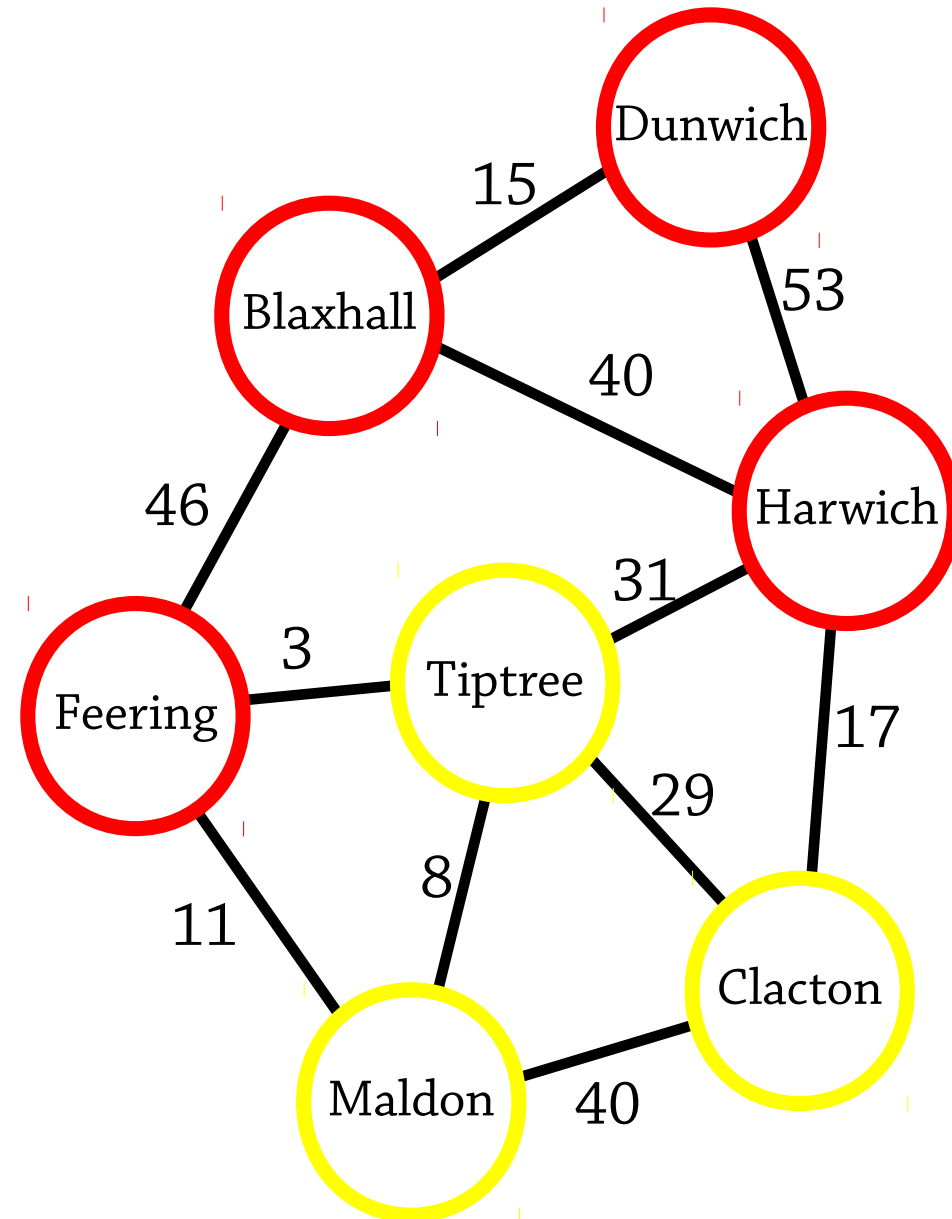 Dunwich
15
53
Blaxhall
40
46
Harwich
31
3
Tiptree
Feering
17
29
8
11
Clacton
Maldon
40